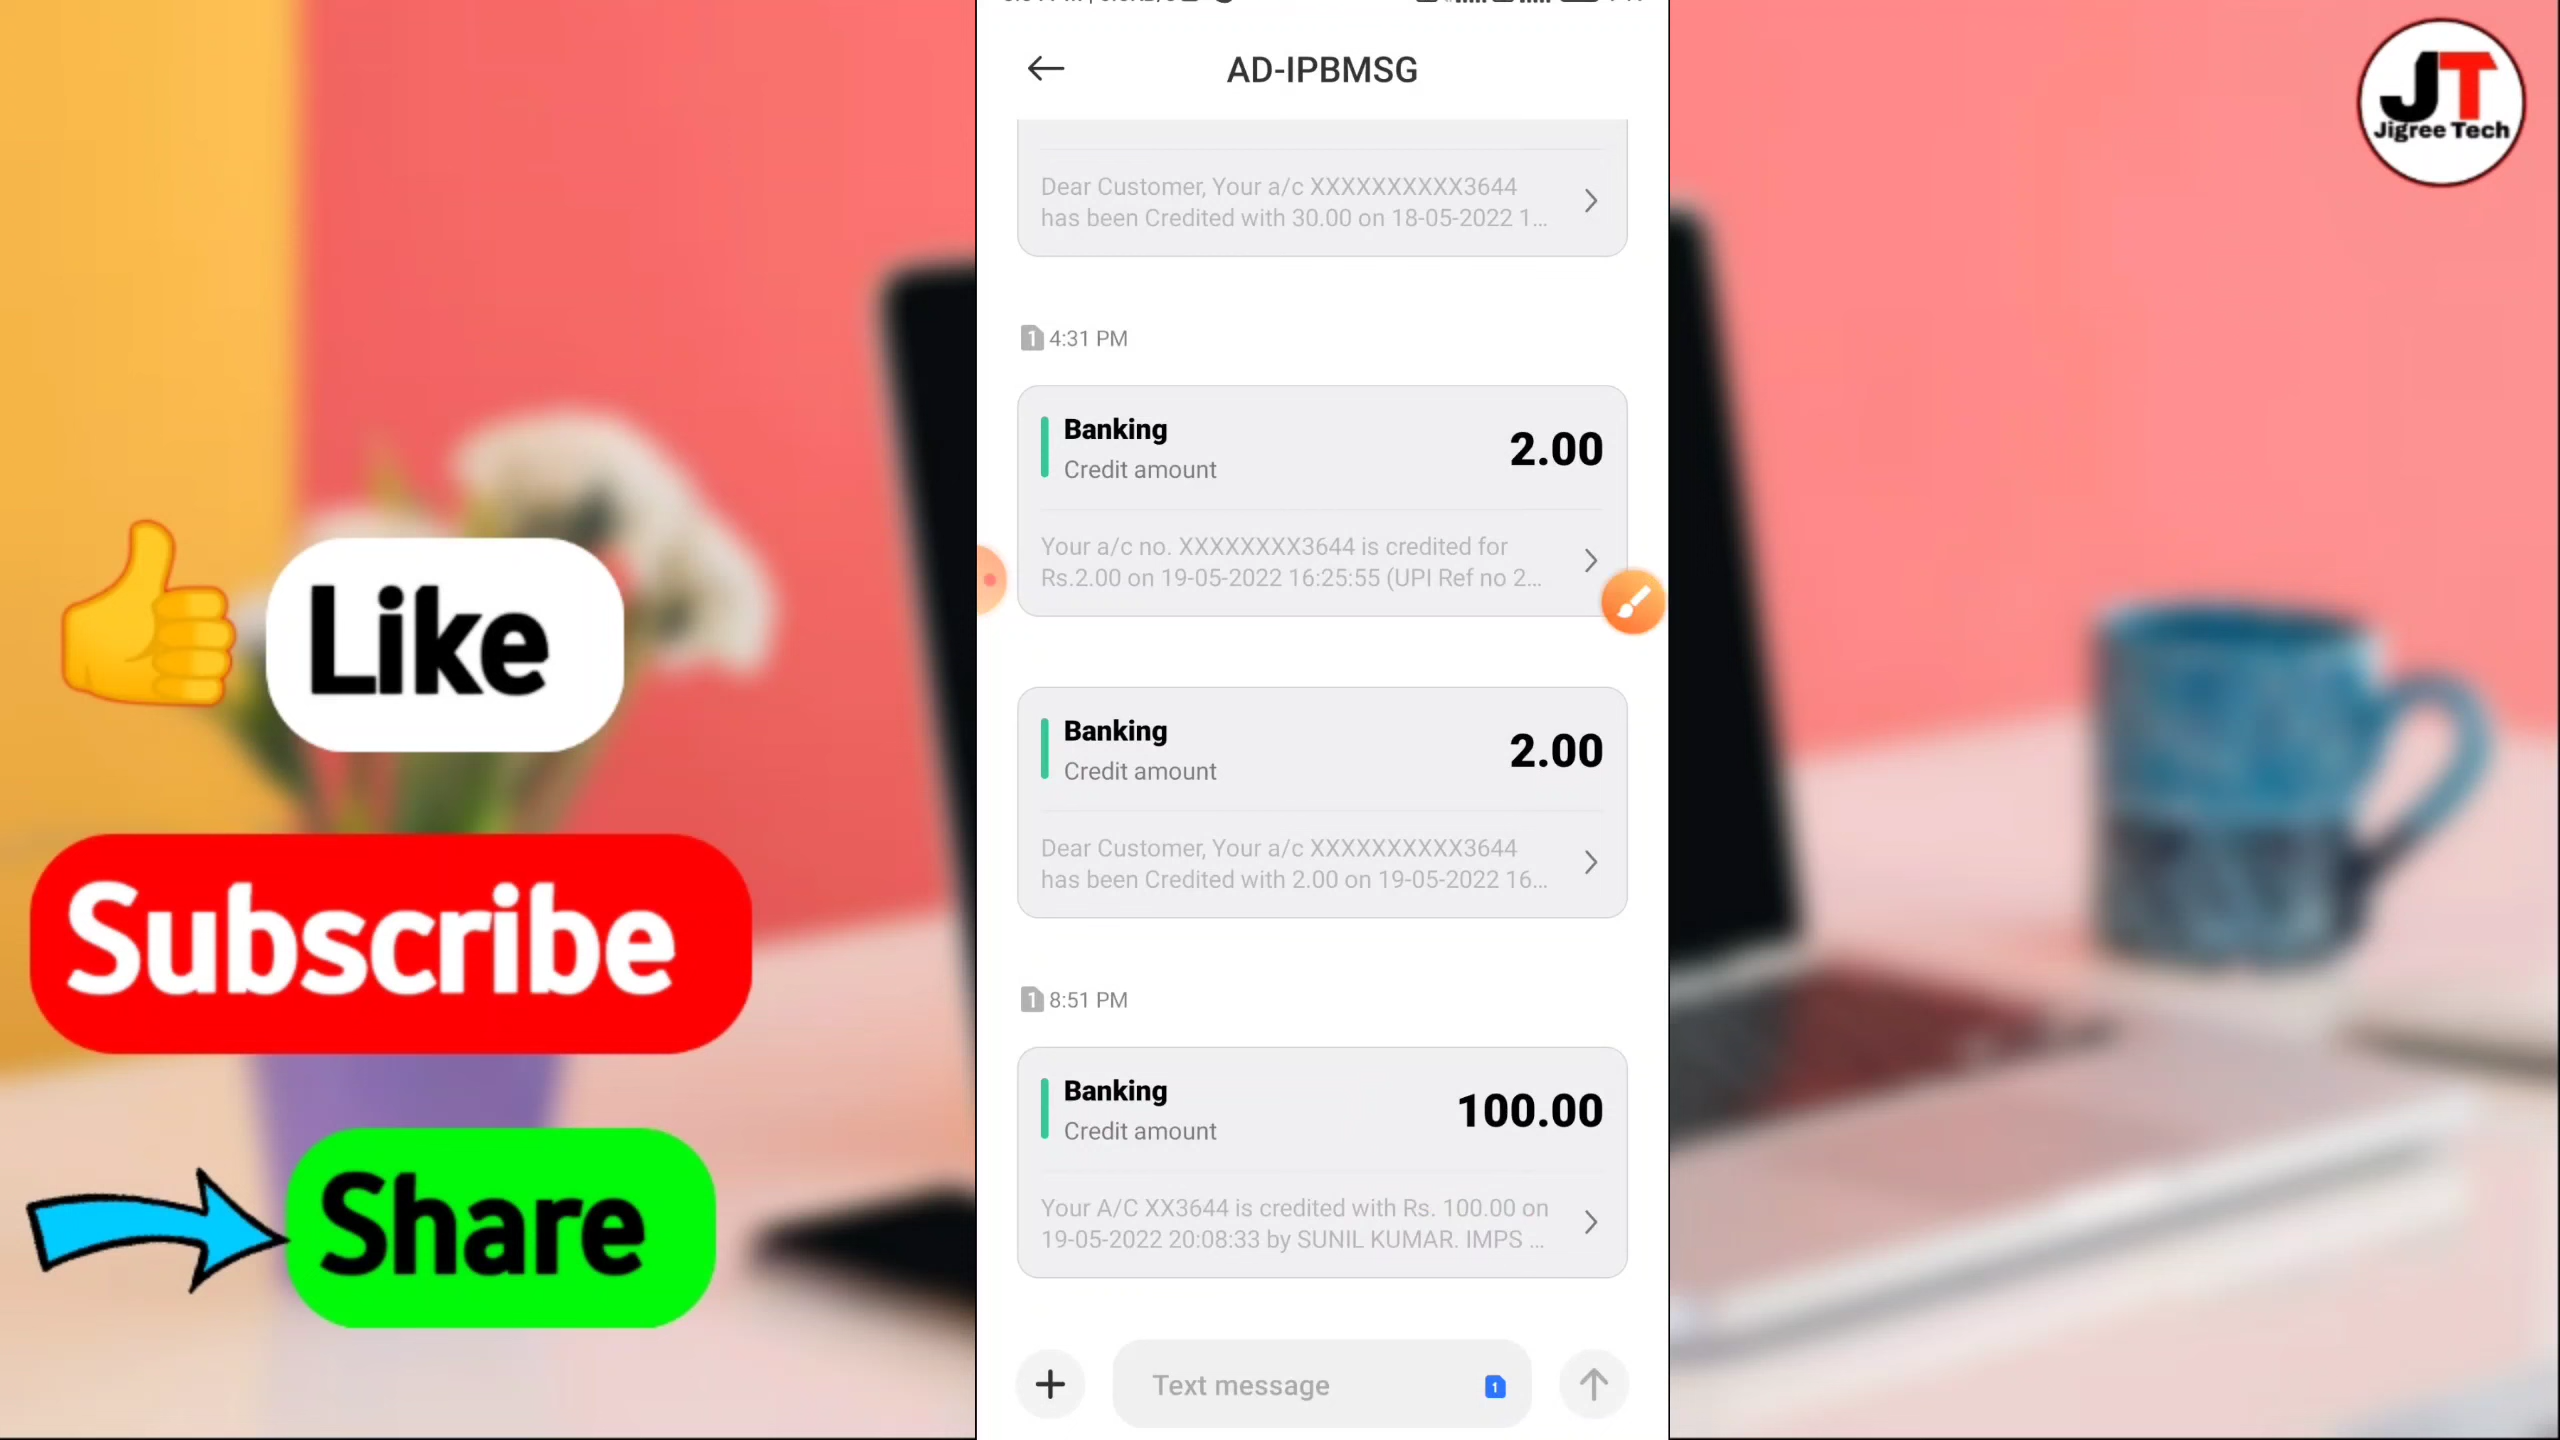 AD-IPBMSG
JT
Jigree Tech
Dear Customer, Your a/c XXXXXXXXXX3644
has been Credited with 30.00 on 18-05-2022 1...
1 4:31 PM
Banking
2.00
Credit amount
Your a/c no. XXXXXXXX3644 is credited for
Rs.2.00 on 19-05-2022 16:25:55 (UPI Ref no 2...
Like
Banking
2.00
Credit amount
Dear Customer, Your a/c XXXXXXXXXX3644
has been Credited with 2.00 on 19-05-2022 16...
Subscribe
1 8:51 PM
Banking
100.00
Credit amount
Your A/C XX3644 is credited with Rs. 100.00 on
19-05-2022 20:08:33 by SUNIL KUMAR. IMPS ...
Share
Text message
1